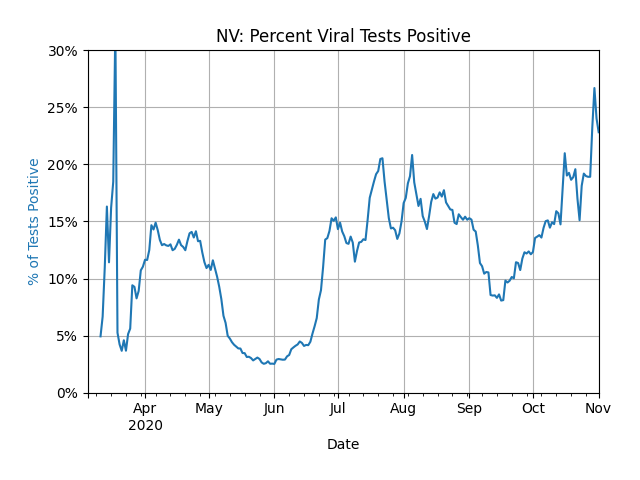 NV: Percent Viral Tests Positive
30%
25%
20%
15%
10%
5%
0%
% of Tests Positive
Apr May Jun Jul Aug Sep Oct Nov
2020
Date